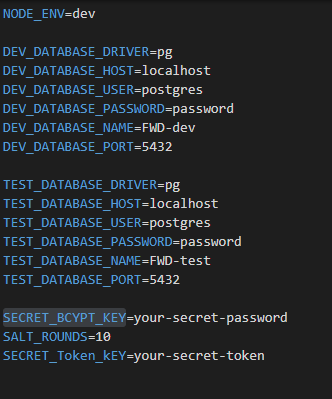 NODE_ENV=dev
DEV_DATABASE_DRIVER=pg
DEV_DATABASE_HOST=localhost
DEV_DATABASE_USER=postgres
DEV_DATABASE_PASSWORD=password
DEV_DATABASE_NAME=FWD-dev
DEV_DATABASE_PORT=5432
TEST_DATABASE_DRIVER=pg
TEST_DATABASE_HOST=localhost
TEST_DATABASE_USER=postgres
TEST_DATABASE_PASSWORD=password
TEST_DATABASE_NAME=FWD-test
TEST_DATABASE_PORT=5432
SECRET_BCYPT_KEY=your-secret-password
SALT_ROUNDS=10
SECRET_Token_kEY=your-secret-token